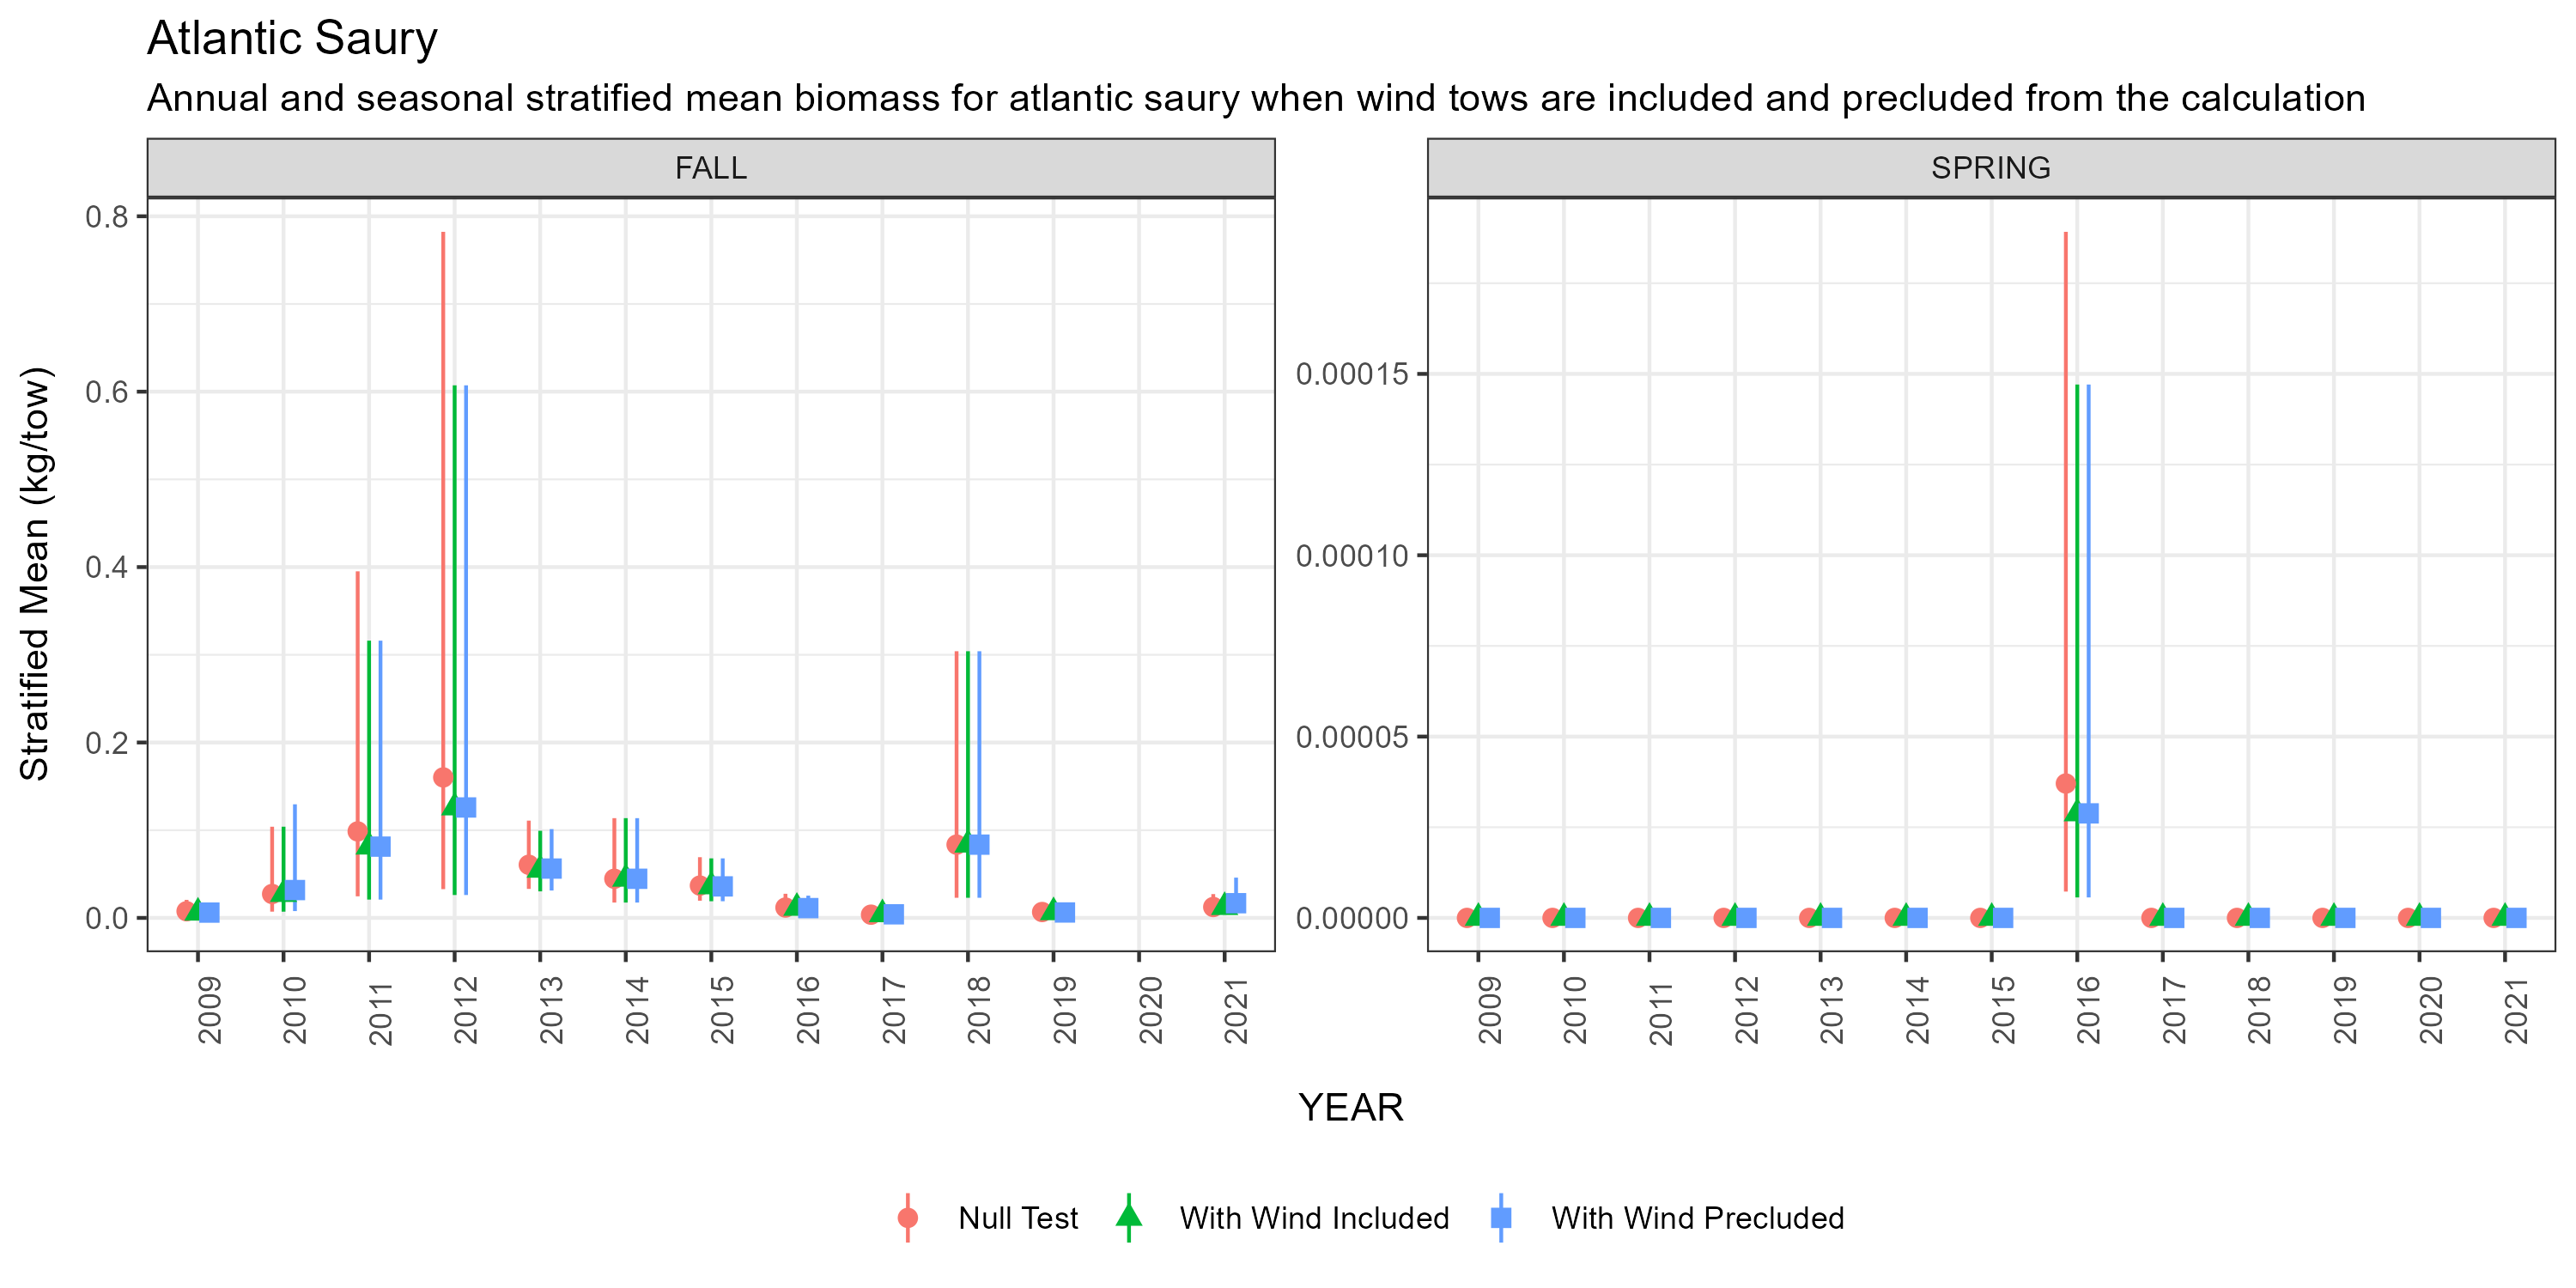 Atlantic Saury
Annual and seasonal stratified mean biomass for atlantic saury when wind tows are included and precluded from the calculation
FALL
SPRING
Stratified Mean (kg/tow)
0.8
0.6
0.4
0.2
0.0
0.00015
0.00010
0.00005
0.00000
2009 2010 2011 2012 2013 2014 2015 2016 2017 2018 2019 2020 2021
2009 2010 2011 2012 2013 2014 2015 2016 2017 2018 2019 2020 2021
YEAR
Null Test With Wind Included With Wind Precluded